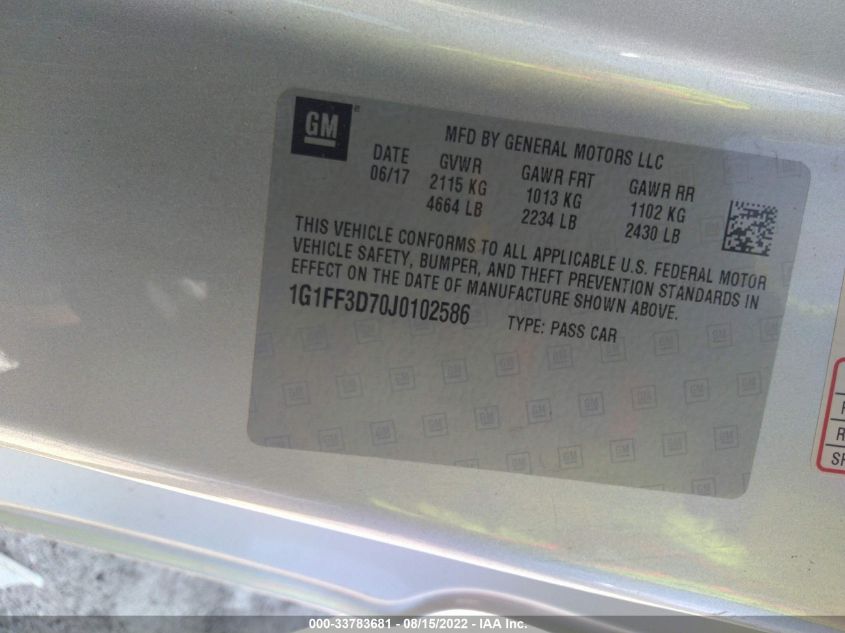 GM
MFD BY GENERAL MOTORS LLC
DATE GVWR GAWR FRT GAWR RR
06/17 2115 KG 1013 KG 1102 KG
4664 LB 2234 LB 2430 LB
THIS VEHICLE CONFORMS TO ALL APPLICABLE U.S. FEDERAL MOTOR
VEHICLE SAFETY, BUMPER, AND THEFT PREVENTION STANDARDS IN
EFFECT ON THE DATE OF MANUFACTURE SHOWN ABOVE.
1G1FF3D70J0102586 TYPE: PASS CAR
000-33783681 - 08/15/2022 - IAA Inc.